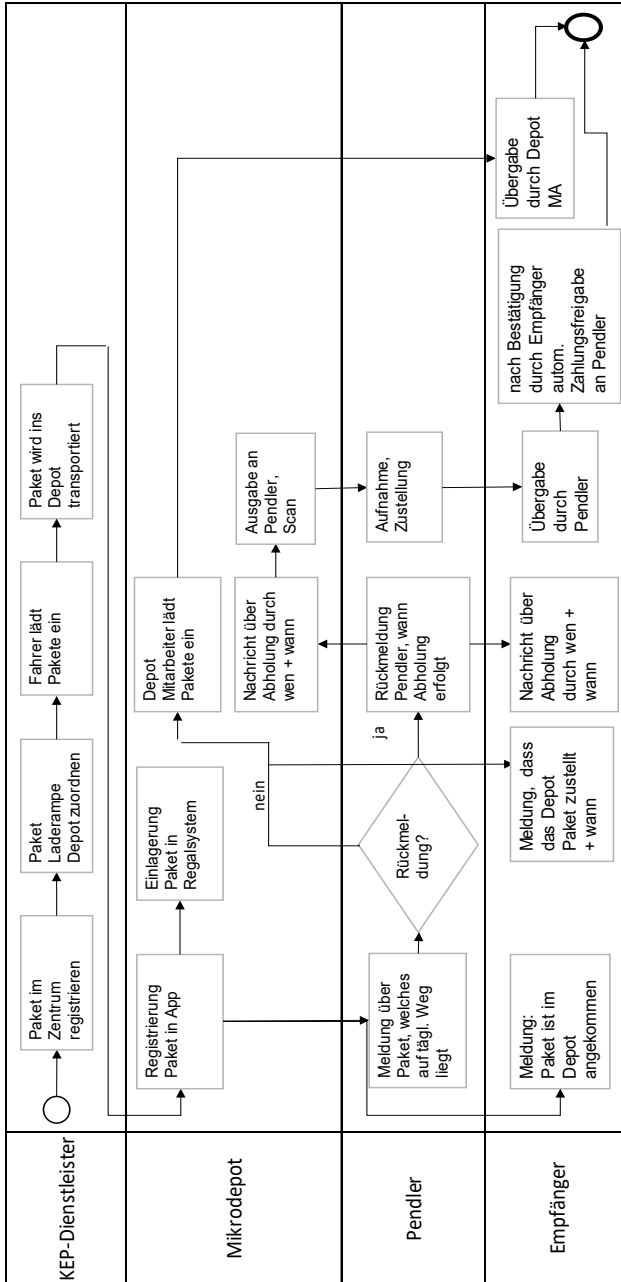 KEP-Dienstleister
Paket im
Zentrum
registrieren
Paket
Laderampe
Depot zuordnen
Fahrer lädt
Pakete ein
Paket wird ins
Depot
transportiert
Mikrodepot
Registrierung
Paket in App
Einlagerung
Paket in
Regalsystem
nein
Depot
Mitarbeiter lädt
Pakete ein
Nachricht über
Abholung durch
wen + wann
Ausgabe an
Pendler,
Scan
Pendler
Meldung über
Paket, welches
auf tägl. Weg
liegt
Rückmel-
dung?
ja
Rückmeldung
Pendler, wann
Abholung
erfolgt
Aufnahme,
Zustellung
Empfänger
Meldung:
Paket ist im
Depot
angekommen
Meldung, dass
das Depot
Paket zustellt
+ wann
Nachricht über
Abholung
durch wen +
wann
Übergabe
durch
Pendler
nach Bestätigung
durch Empfänger
autom.
Zahlungsfreigabe
an Pendler
Übergabe
durch Depot
MA